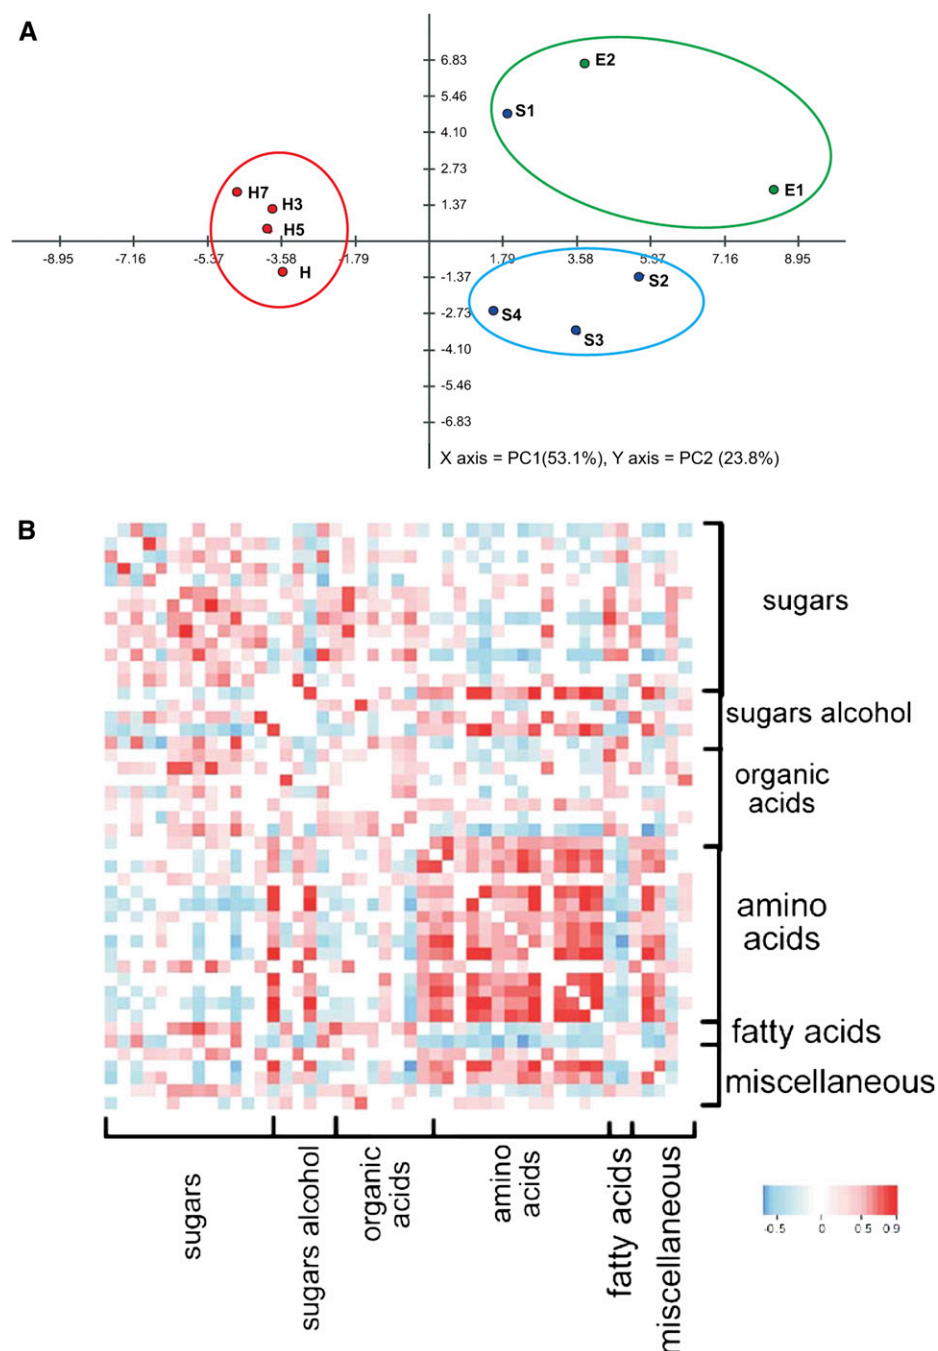 A
6.83
E2
5.46
S1
4.10
2.73
E1
H7
H3
1.37
H5
-8.95 -7.16 -5.37 -3.58 -1.79 1.79 3.58 5.37 7.16 8.95
H
-1.37
S2
-2.73
S4
S3
-4.10
-5.46
-6.83
X axis = PC1(53.1%), Y axis = PC2 (23.8%)
B
sugars
sugars alcohol
organic
acids
amino
acids
fatty acids
miscellaneous
sugars
sugars alcohol
organic
acids
amino
acids
fatty acids
miscellaneous
-0.5 0 0.5 0.9